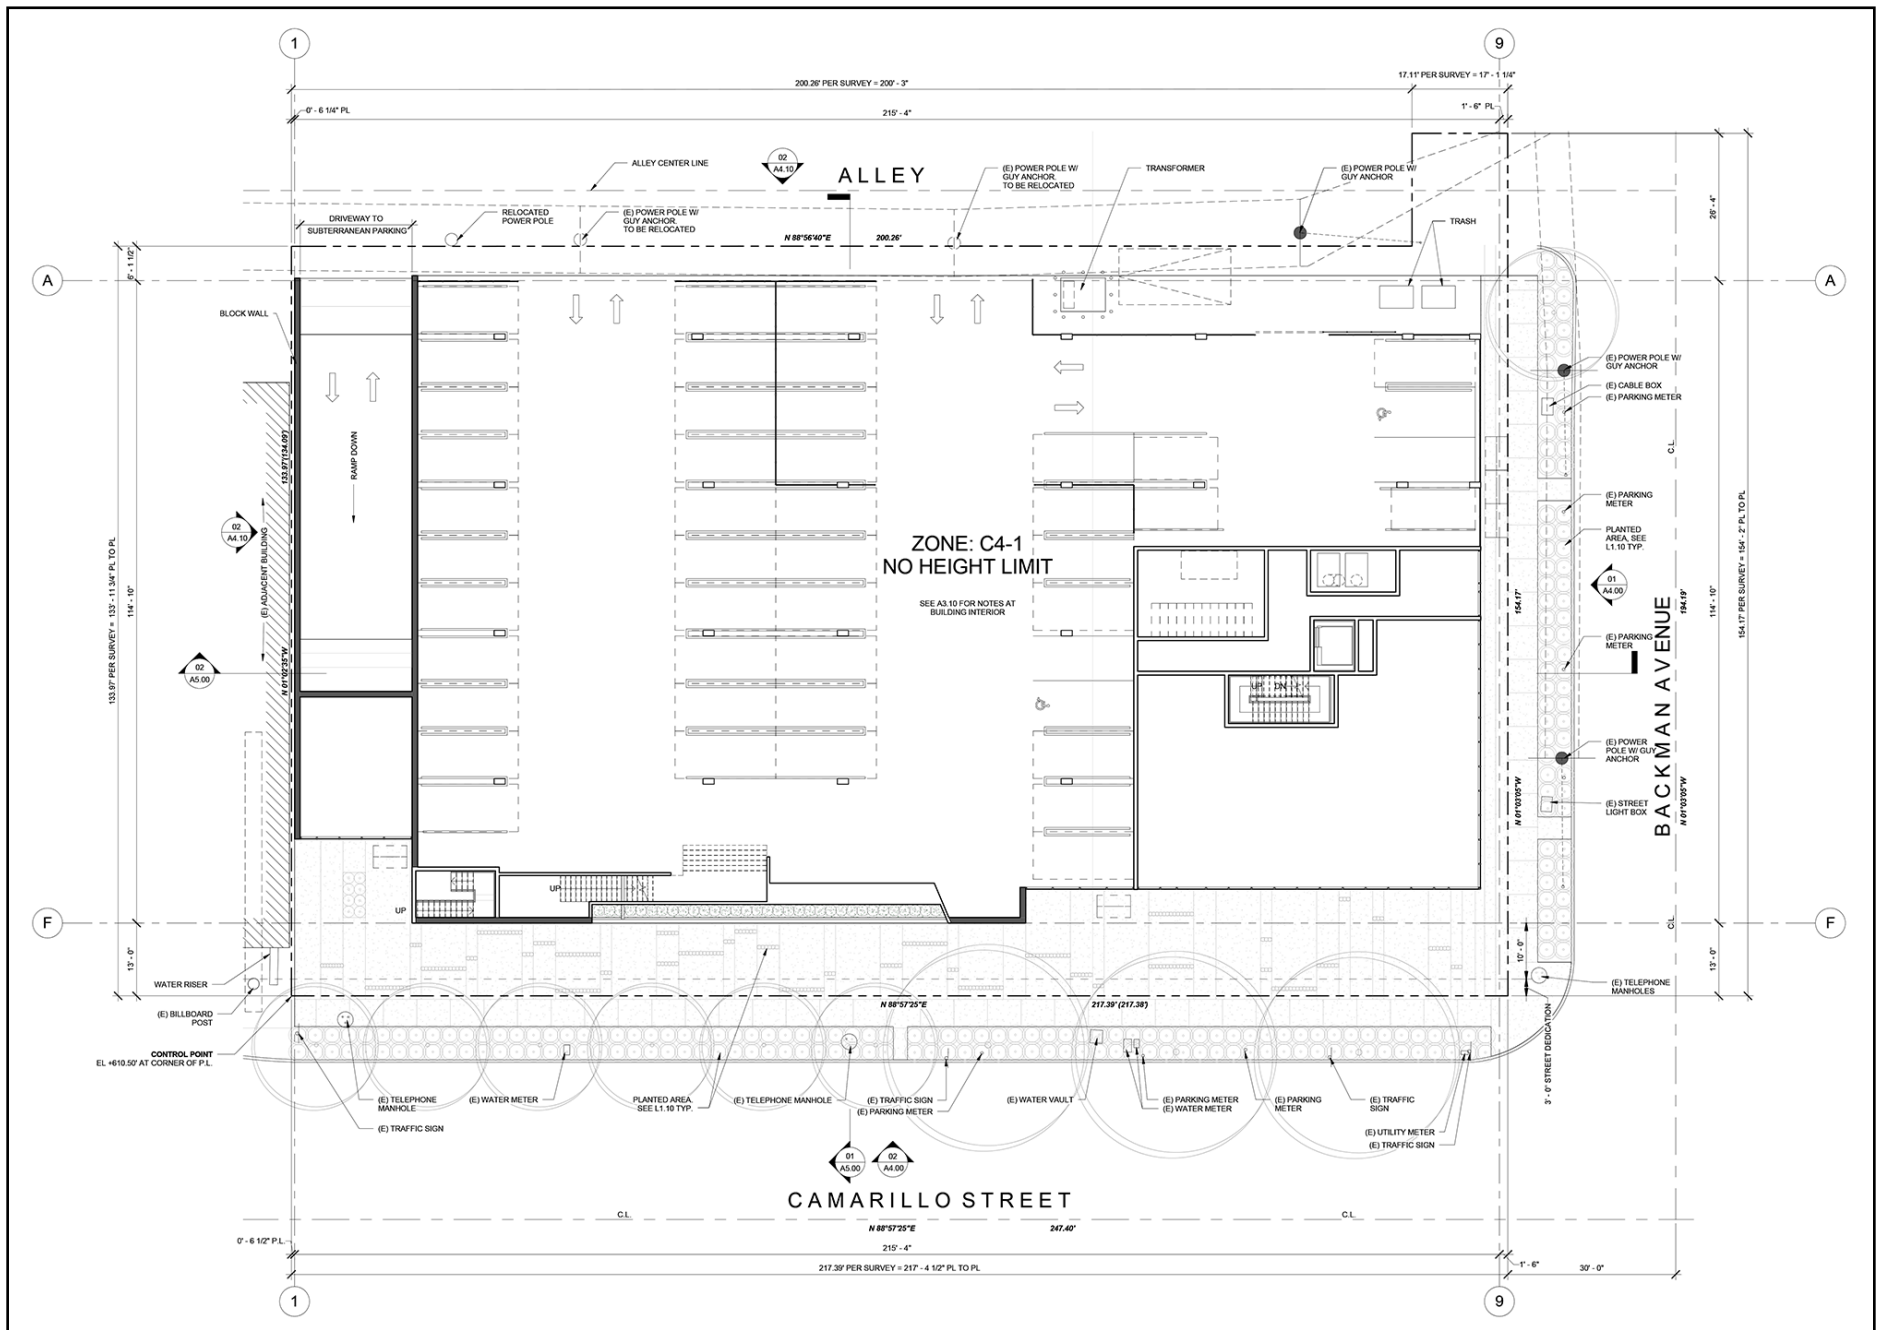 1
9
200.26' PER SURVEY = 200' - 3"
17.11' PER SURVEY = 17' - 1 1/4"
0' - 6 1/4" PL
215' - 4"
1' - 6" PL
ALLEY CENTER LINE
02
A4.10
ALLEY
(E) POWER POLE W/
GUY ANCHOR.
TO BE RELOCATED
TRANSFORMER
(E) POWER POLE W/
GUY ANCHOR
DRIVEWAY TO
SUBTERRANEAN PARKING
RELOCATED
POWER POLE
(E) POWER POLE W/
GUY ANCHOR.
TO BE RELOCATED
TRASH
26' - 4"
N 88°56'40"E
200.26'
6' - 1 1/2"
A
A
BLOCK WALL
(E) POWER POLE W/
GUY ANCHOR
(E) CABLE BOX
(E) PARKING METER
C.L.
133.97'(134.09')
RAMP DOWN
(E) PARKING
METER
02
A4.10
(E) ADJACENT BUILDING
PLANTED
AREA, SEE
L1.10 TYP.
ZONE: C4-1
NO HEIGHT LIMIT
SEE A3.10 FOR NOTES AT
BUILDING INTERIOR
01
A4.00
133.97' PER SURVEY = 133' - 11 3/4" PL TO PL
114' - 10"
154.17'
194.19'
114' - 10"
154.17' PER SURVEY = 154' - 2" PL TO PL
BACKMAN AVENUE
(E) PARKING
METER
02
A5.00
N 01°02'35"W
UP
DN
(E) POWER
POLE W/ GUY
ANCHOR
N 01°03'05"W
N 01°03'05"W
(E) STREET
LIGHT BOX
UP
UP
F
F
C.L.
13' - 0"
10' - 0"
13' - 0"
WATER RISER
(E) TELEPHONE
MANHOLES
N 88°57'25"E
217.39' (217.38')
(E) BILLBOARD
POST
3' - 0" STREET DEDICATION
CONTROL POINT
EL +610.50' AT CORNER OF P.L.
(E) TELEPHONE
MANHOLE
(E) WATER METER
PLANTED AREA.
SEE L1.10 TYP.
(E) TELEPHONE MANHOLE
(E) TRAFFIC SIGN
(E) PARKING METER
(E) WATER VAULT
(E) PARKING METER
(E) WATER METER
(E) PARKING
METER
(E) TRAFFIC
SIGN
(E) TRAFFIC SIGN
(E) UTILITY METER
(E) TRAFFIC SIGN
01
A5.00
02
A4.00
CAMARILLO STREET
C.L.
C.L.
N 88°57'25"E
247.40'
0' - 6 1/2" P.L.
215' - 4"
217.39' PER SURVEY = 217' - 4 1/2" PL TO PL
1' - 6"
30' - 0"
1
9